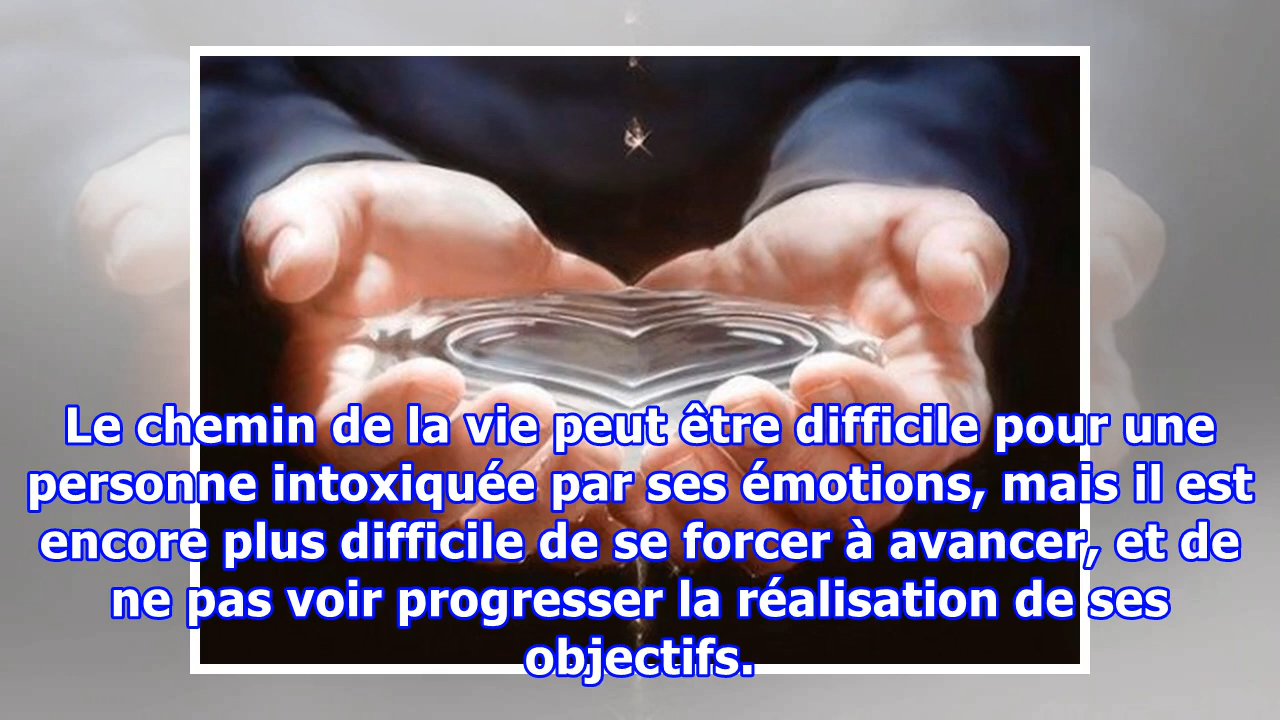 Le chemin de la vie peut être difficile pour une
personne intoxiquée par ses émotions, mais il est
encore plus difficile de se forcer à avancer, et de
ne pas voir progresser la réalisation de ses
objectifs.